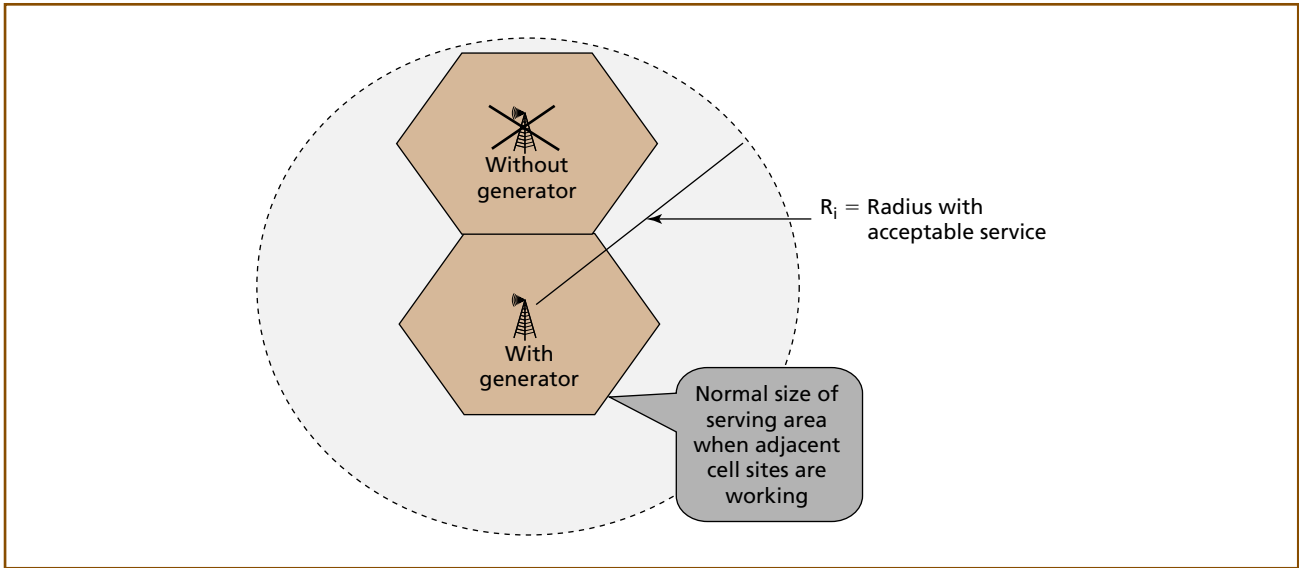 Without
generator
R_i = Radius with
acceptable service
With
generator
Normal size of
serving area
when adjacent
cell sites are
working